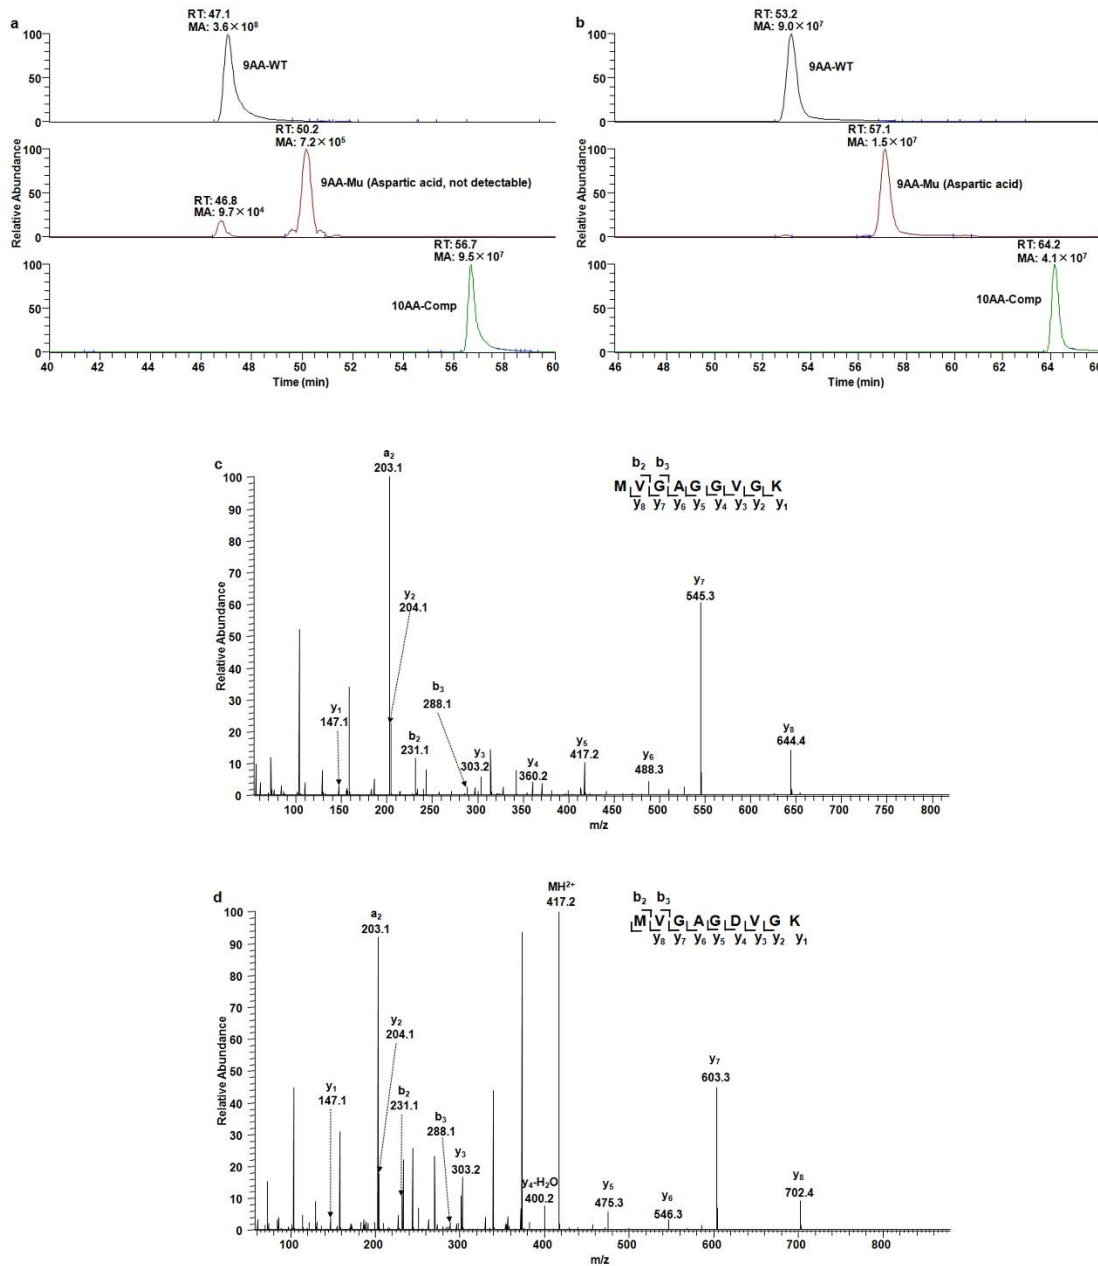 a
RT: 47.1
MA: 3.6×10⁸
100
50
0
9AA-WT
RT: 50.2
MA: 7.2×10⁵
100
50
0
RT: 46.8
MA: 9.7×10⁴
9AA-Mu (Aspartic acid, not detectable)
RT: 56.7
MA: 9.5×10⁷
100
50
0
10AA-Comp
Relative Abundance
40 42 44 46 48 50 52 54 56 58 60
Time (min)
b
RT: 53.2
MA: 9.0×10⁷
100
50
0
9AA-WT
RT: 57.1
MA: 1.5×10⁷
100
50
0
9AA-Mu (Aspartic acid)
RT: 64.2
MA: 4.1×10⁷
100
50
0
10AA-Comp
Relative Abundance
46 48 50 52 54 56 58 60 62 64 66
Time (min)
c
a₂
203.1
b₂ b₃
M V G A G G V G K
y₈ y₇ y₆ y₅ y₄ y₃ y₂ y₁
100
90
80
70
60
50
40
30
20
10
0
Relative Abundance
y₂
204.1
y₇
545.3
b₃
288.1
y₁
147.1
b₂
231.1
y₃
303.2
y₄
360.2
y₅
417.2
y₆
488.3
y₈
644.4
100 150 200 250 300 350 400 450 500 550 600 650 700 750 800
m/z
d
MH²⁺
417.2
a₂
203.1
b₂ b₃
M V G A G D V G K
y₈ y₇ y₆ y₅ y₄ y₃ y₂ y₁
100
90
80
70
60
50
40
30
20
10
0
Relative Abundance
y₂
204.1
y₁
147.1
b₂
231.1
b₃
288.1
y₃
303.2
y₄-H₂O
400.2
y₅
475.3
y₆
546.3
y₇
603.3
y₈
702.4
100 200 300 400 500 600 700 800
m/z